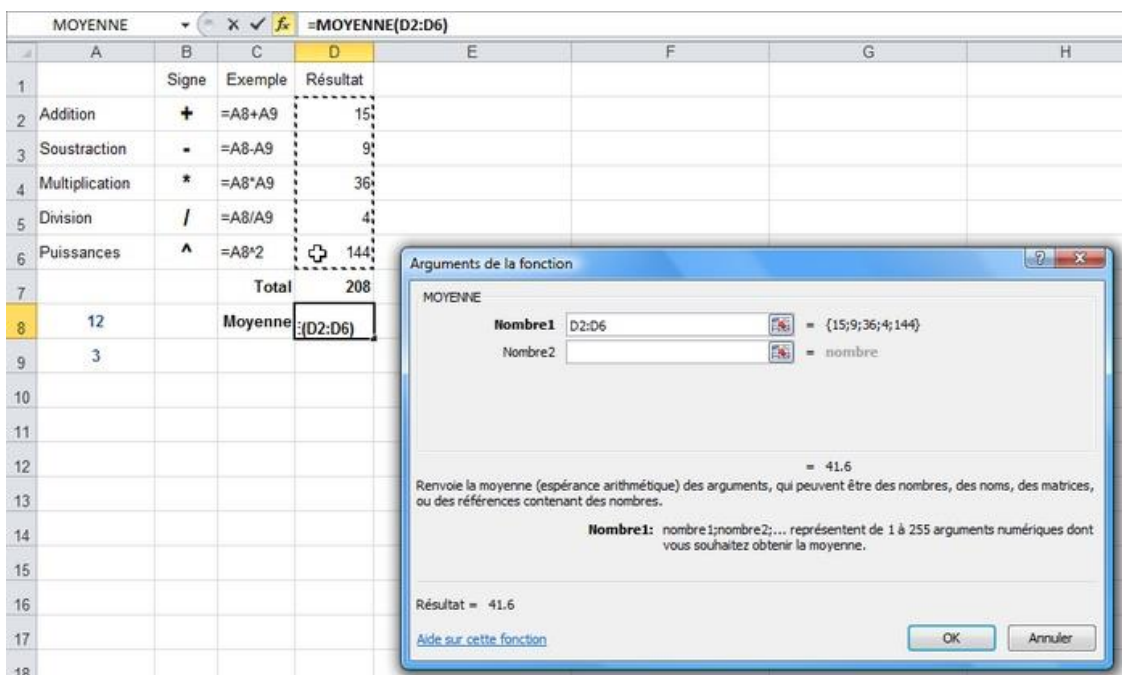 MOYENNE fx =MOYENNE(D2:D6)
A B C D E F G H
1 Signe Exemple Résultat
2 Addition + =A8+A9 15
3 Soustraction - =A8-A9 9
4 Multiplication * =A8*A9 36
5 Division / =A8/A9 4
6 Puissances ^ =A8^2 144
7 Total 208
8 12 Moyenne (D2:D6)
9 3
10
11
12
13
14
15
16
17
18
Arguments de la fonction
MOYENNE
Nombre1 D2:D6 = {15;9;36;4;144}
Nombre2 = nombre
= 41.6
Renvoie la moyenne (espérance arithmétique) des arguments, qui peuvent être des nombres, des noms, des matrices,
ou des références contenant des nombres.
Nombre1: nombre1;nombre2;... représentent de 1 à 255 arguments numériques dont
vous souhaitez obtenir la moyenne.
Résultat = 41.6
Aide sur cette fonction OK Annuler